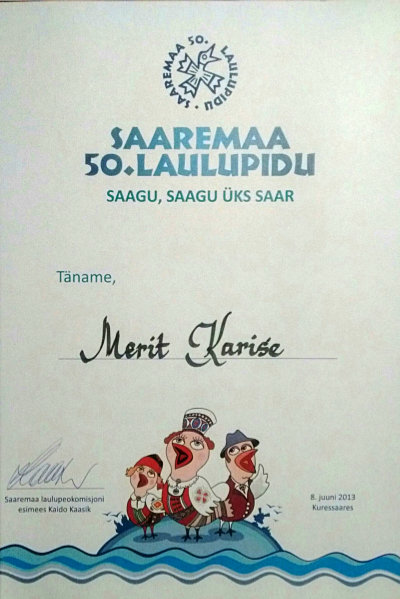 SAAREMAA 50. LAULUPIDU
SAAREMAA
50. LAULUPIDU
SAAGU, SAAGU ÜKS SAAR
Täname,
Merit Karise
Saaremaa laulupeokomisjoni
esimees Kaido Kaasik
8. juuni 2013
Kuressaares